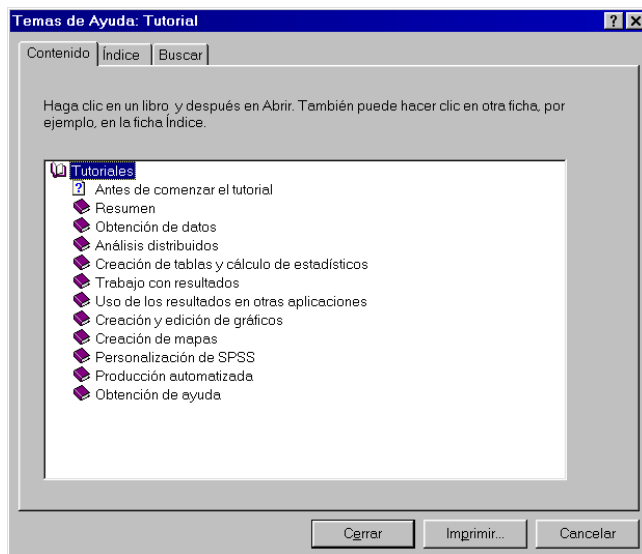 Temas de Ayuda: Tutorial
Contenido Índice Buscar
Haga clic en un libro y después en Abrir. También puede hacer clic en otra ficha, por
ejemplo, en la ficha Índice.
Tutoriales
Antes de comenzar el tutorial
Resumen
Obtención de datos
Análisis distribuidos
Creación de tablas y cálculo de estadísticos
Trabajo con resultados
Uso de los resultados en otras aplicaciones
Creación y edición de gráficos
Creación de mapas
Personalización de SPSS
Producción automatizada
Obtención de ayuda
Cerrar Imprimir... Cancelar